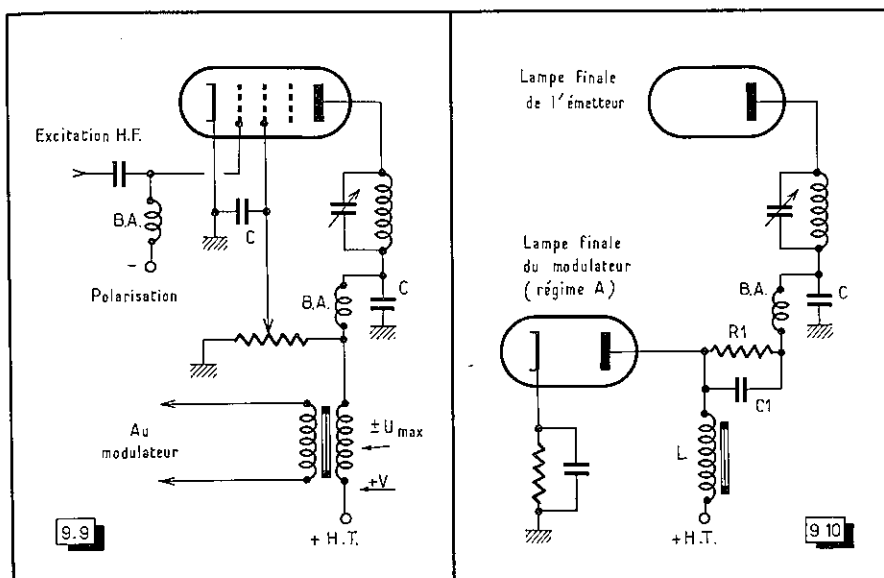 Excitation H.F.
B.A.
C
-
Polarisation
B.A.
C
Au
modulateur
± U max
+V
+ H.T.
9.9
Lampe finale
de l'émetteur
Lampe finale
du modulateur
(régime A)
B.A.
C
R1
C1
L
+ H.T.
9 10